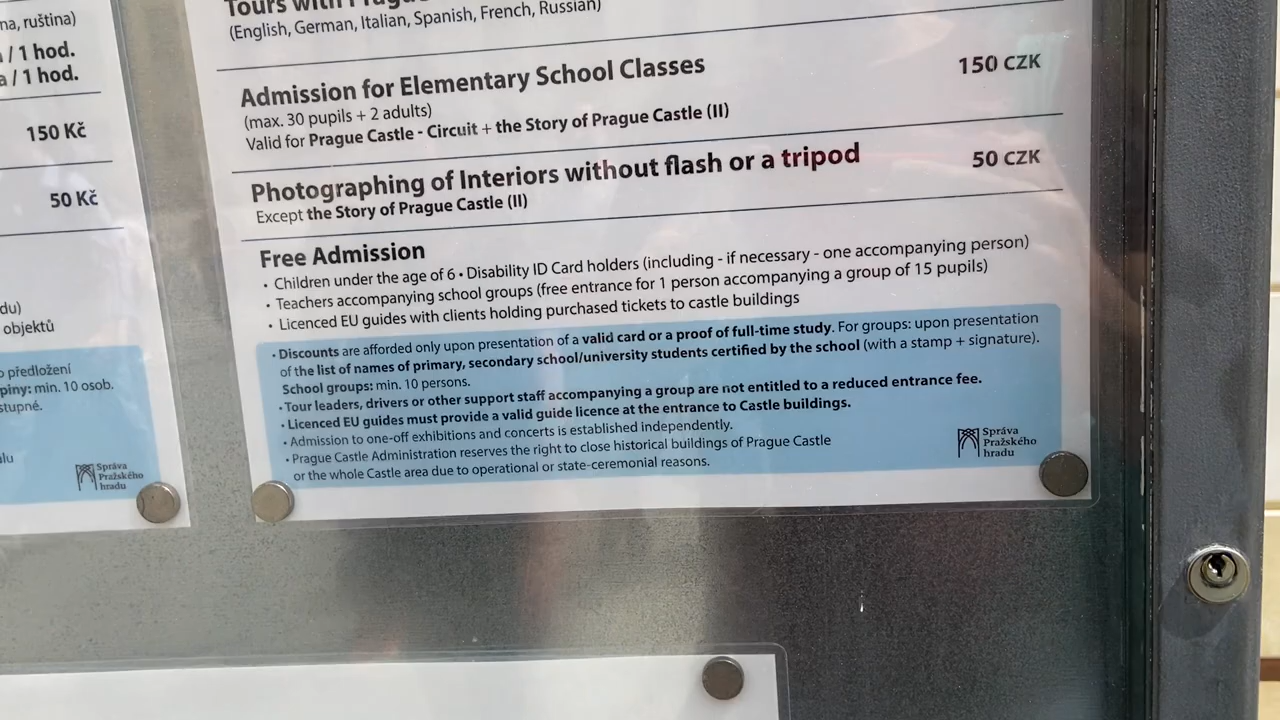 na, ruština)
/ 1 hod.
a / 1 hod.
150 Kč
50 Kč
du)
objektů
předložení
piny: min. 10 osob.
stupné.
Správa
Pražského
hradu
Tours with
(English, German, Italian, Spanish, French, Russian)
Admission for Elementary School Classes 150 CZK
(max. 30 pupils + 2 adults)
Valid for Prague Castle - Circuit + the Story of Prague Castle (II)
Photographing of Interiors without flash or a tripod 50 CZK
Except the Story of Prague Castle (II)
Free Admission
• Children under the age of 6 • Disability ID Card holders (including - if necessary - one accompanying person)
• Teachers accompanying school groups (free entrance for 1 person accompanying a group of 15 pupils)
• Licenced EU guides with clients holding purchased tickets to castle buildings
• Discounts are afforded only upon presentation of a valid card or a proof of full-time study. For groups: upon presentation
of the list of names of primary, secondary school/university students certified by the school (with a stamp + signature).
School groups: min. 10 persons.
• Tour leaders, drivers or other support staff accompanying a group are not entitled to a reduced entrance fee.
• Licenced EU guides must provide a valid guide licence at the entrance to Castle buildings.
• Admission to one-off exhibitions and concerts is established independently.
• Prague Castle Administration reserves the right to close historical buildings of Prague Castle
or the whole Castle area due to operational or state-ceremonial reasons.
Správa
Pražského
hradu